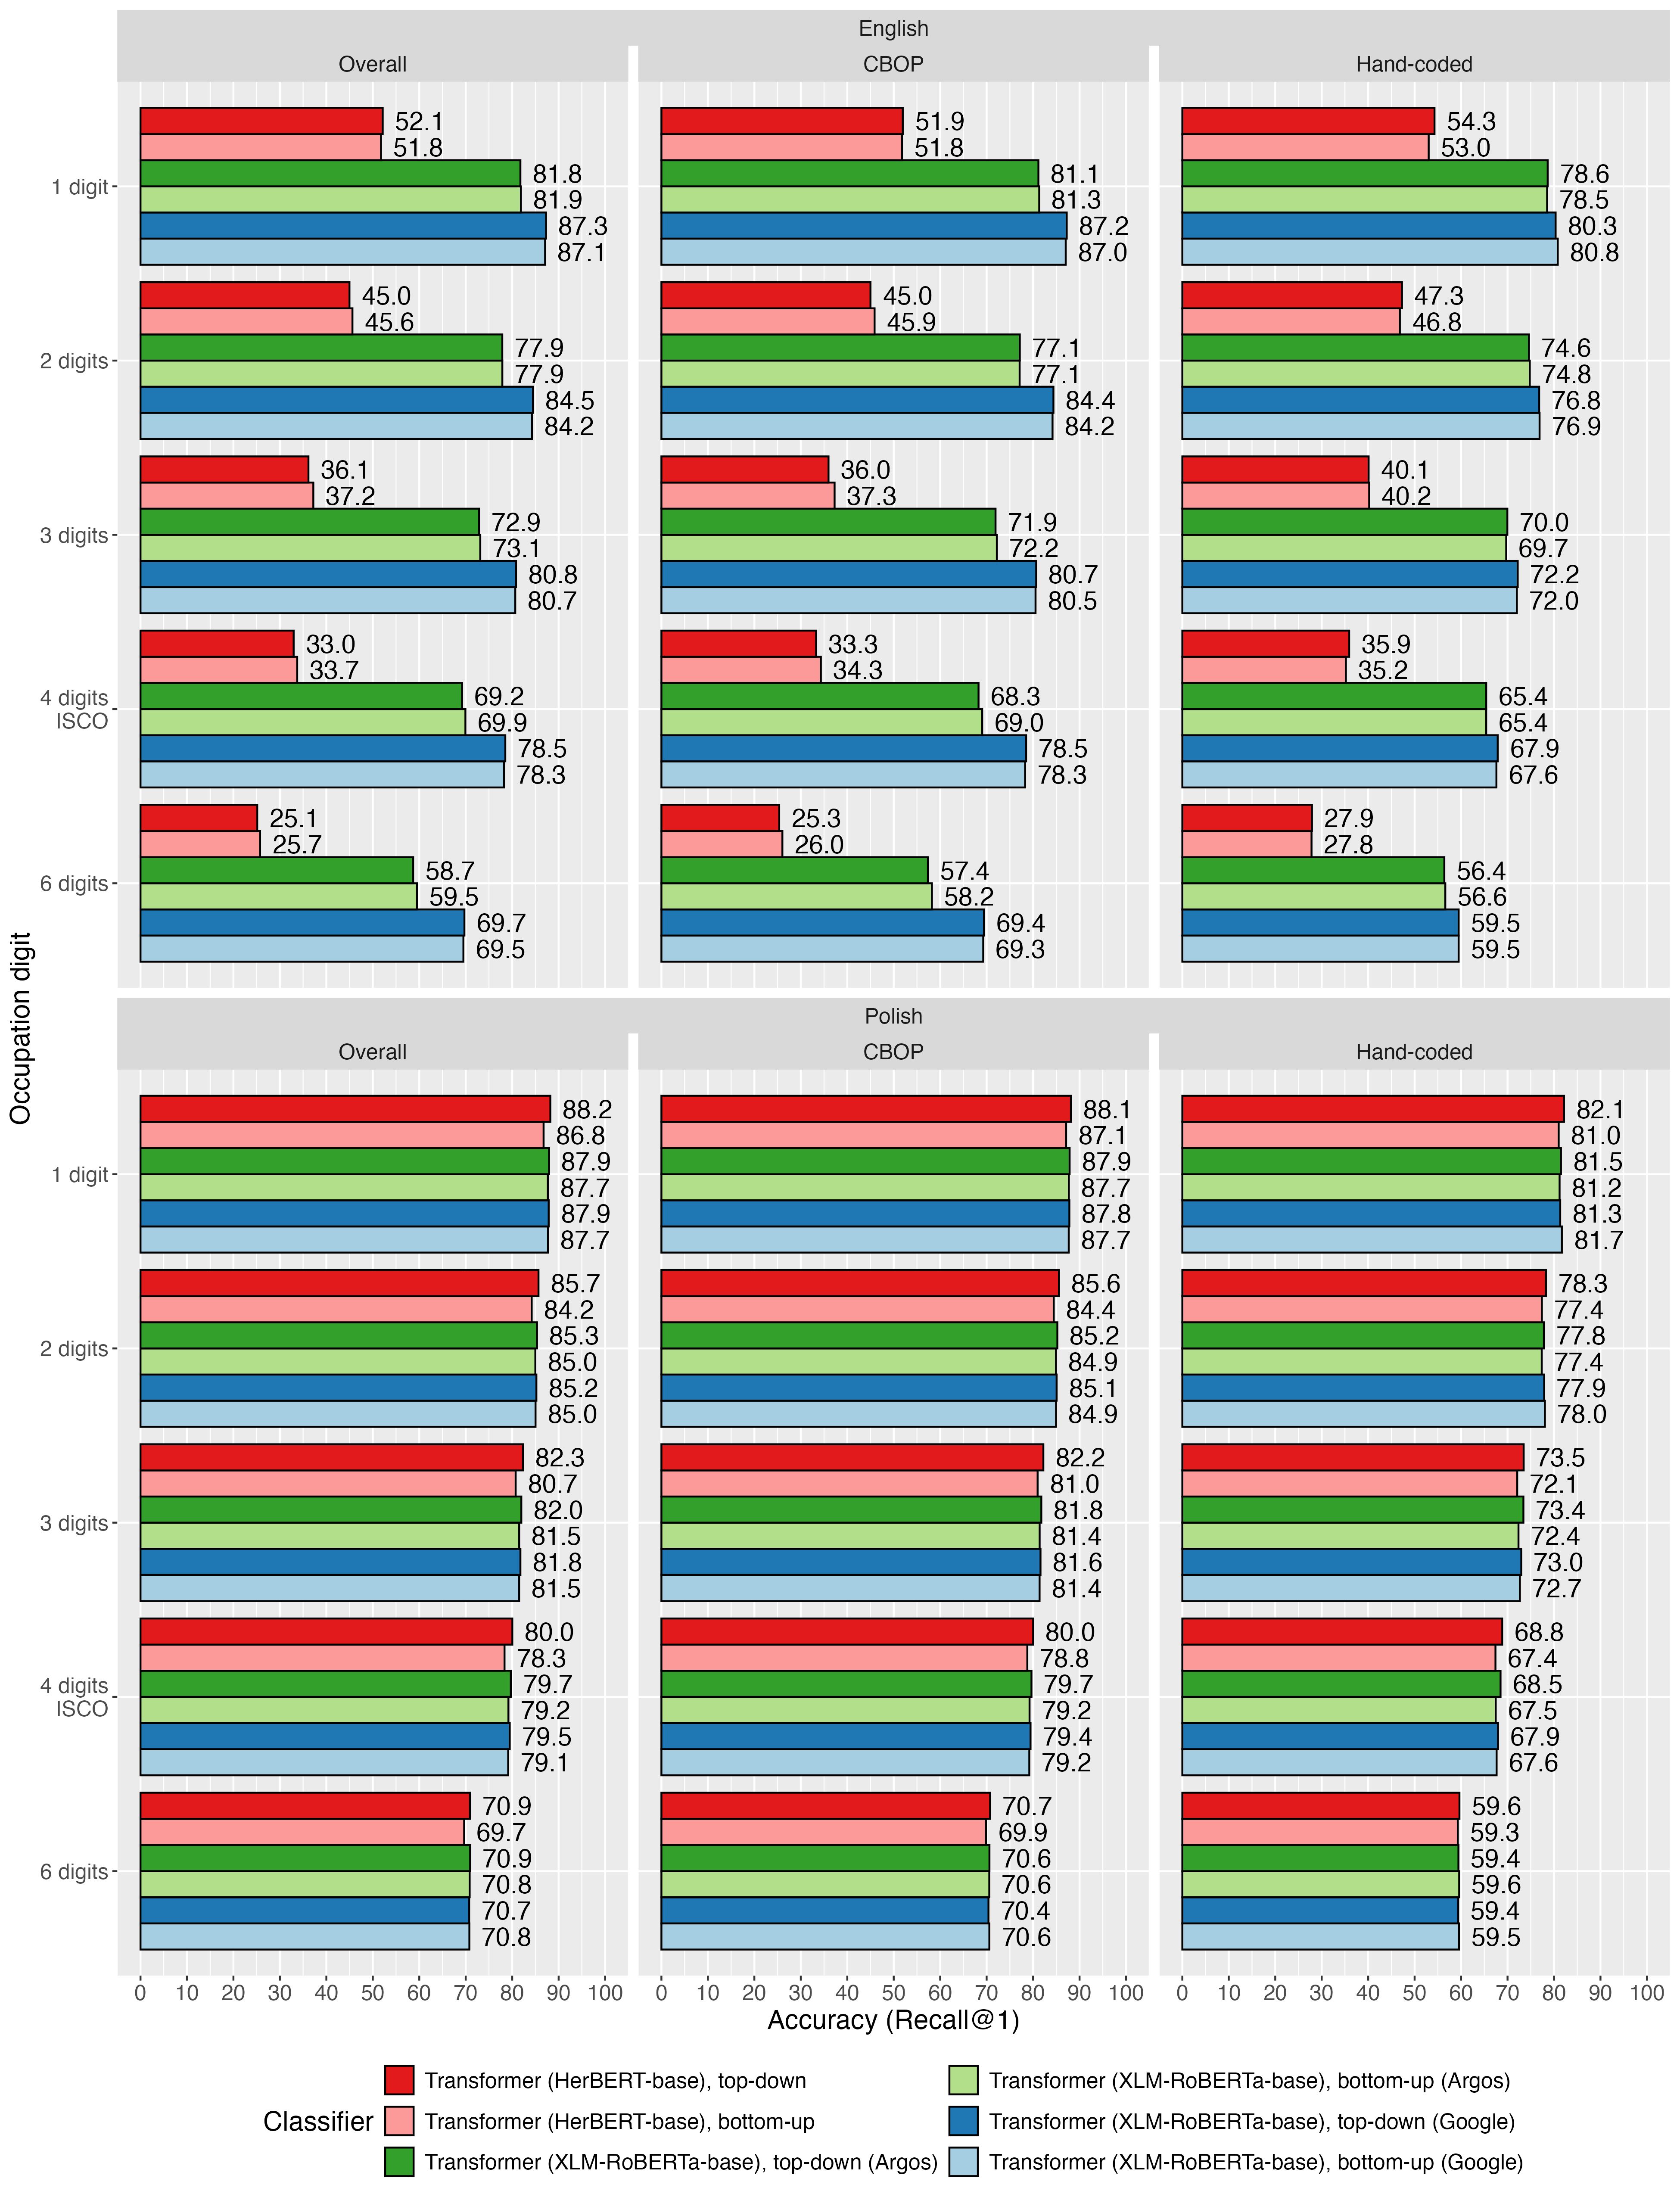 English
Overall CBOP Hand-coded
52.1 51.9 54.3
51.8 51.8 53.0
81.8 81.1 78.6
1 digit
81.9 81.3 78.5
87.3 87.2 80.3
87.1 87.0 80.8
45.0 45.0 47.3
45.6 45.9 46.8
77.9 77.1 74.6
2 digits
77.9 77.1 74.8
84.5 84.4 76.8
84.2 84.2 76.9
36.1 36.0 40.1
37.2 37.3 40.2
72.9 71.9 70.0
3 digits
73.1 72.2 69.7
80.8 80.7 72.2
80.7 80.5 72.0
33.0 33.3 35.9
33.7 34.3 35.2
69.2 68.3 65.4
4 digits
ISCO
69.9 69.0 65.4
78.5 78.5 67.9
78.3 78.3 67.6
25.1 25.3 27.9
25.7 26.0 27.8
58.7 57.4 56.4
6 digits
59.5 58.2 56.6
69.7 69.4 59.5
69.5 69.3 59.5
Occupation digit
Polish
Overall CBOP Hand-coded
88.2 88.1 82.1
86.8 87.1 81.0
87.9 87.9 81.5
1 digit
87.7 87.7 81.2
87.9 87.8 81.3
87.7 87.7 81.7
85.7 85.6 78.3
84.2 84.4 77.4
85.3 85.2 77.8
2 digits
85.0 84.9 77.4
85.2 85.1 77.9
85.0 84.9 78.0
82.3 82.2 73.5
80.7 81.0 72.1
82.0 81.8 73.4
3 digits
81.5 81.4 72.4
81.8 81.6 73.0
81.5 81.4 72.7
80.0 80.0 68.8
78.3 78.8 67.4
79.7 79.7 68.5
4 digits
ISCO
79.2 79.2 67.5
79.5 79.4 67.9
79.1 79.2 67.6
70.9 70.7 59.6
69.7 69.9 59.3
70.9 70.6 59.4
6 digits
70.8 70.6 59.6
70.7 70.4 59.4
70.8 70.6 59.5
0 10 20 30 40 50 60 70 80 90 100 0 10 20 30 40 50 60 70 80 90 100 0 10 20 30 40 50 60 70 80 90 100
Accuracy (Recall@1)
Classifier
Transformer (HerBERT-base), top-down
Transformer (HerBERT-base), bottom-up
Transformer (XLM-RoBERTa-base), top-down (Argos)
Transformer (XLM-RoBERTa-base), bottom-up (Argos)
Transformer (XLM-RoBERTa-base), top-down (Google)
Transformer (XLM-RoBERTa-base), bottom-up (Google)